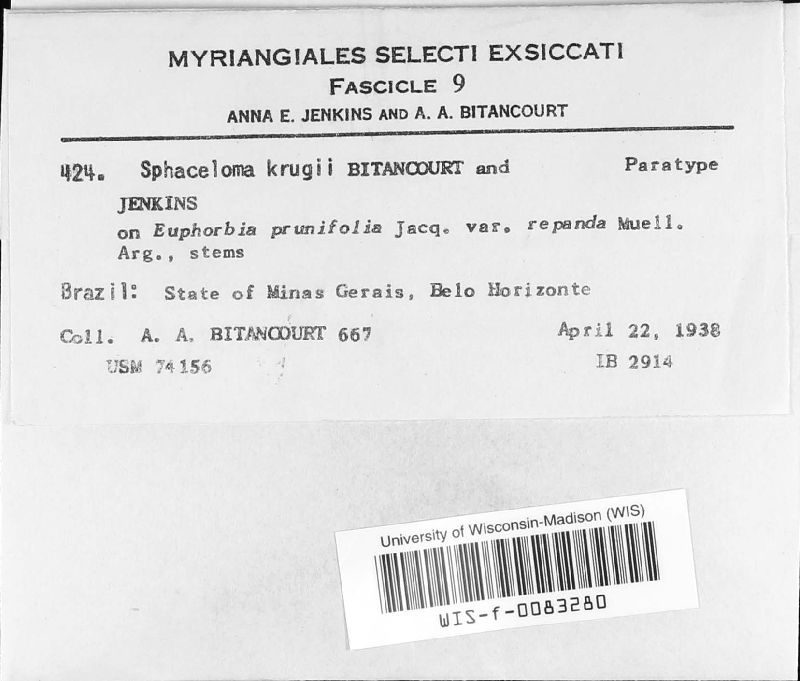 MYRIANGIALES SELECTI EXSICCATI
FASCICLE 9
ANNA E. JENKINS AND A. A. BITANCOURT
424. Sphaceloma krugii BITANCOURT and Paratype
JENKINS
on Euphorbia prunifolia Jacq. var. repanda Muell.
Arg., stems
Brazil: State of Minas Gerais, Belo Horizonte
Coll. A. A. BITANCOURT 667 April 22, 1938
USM 74156 IB 2914
University of Wisconsin-Madison (WIS)
WIS-f-0083280